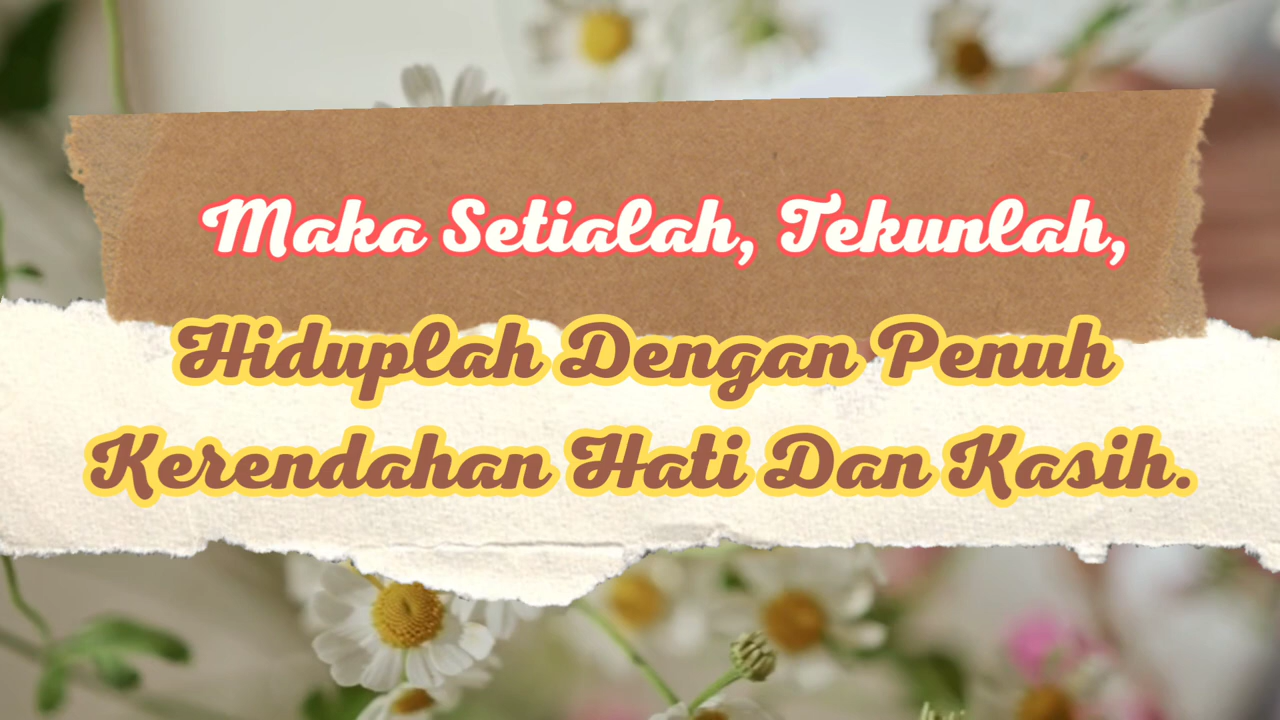 Maka Setialah, Tekunlah,
Hiduplah Dengan Penuh
Kerendahan Hati Dan Kasih.